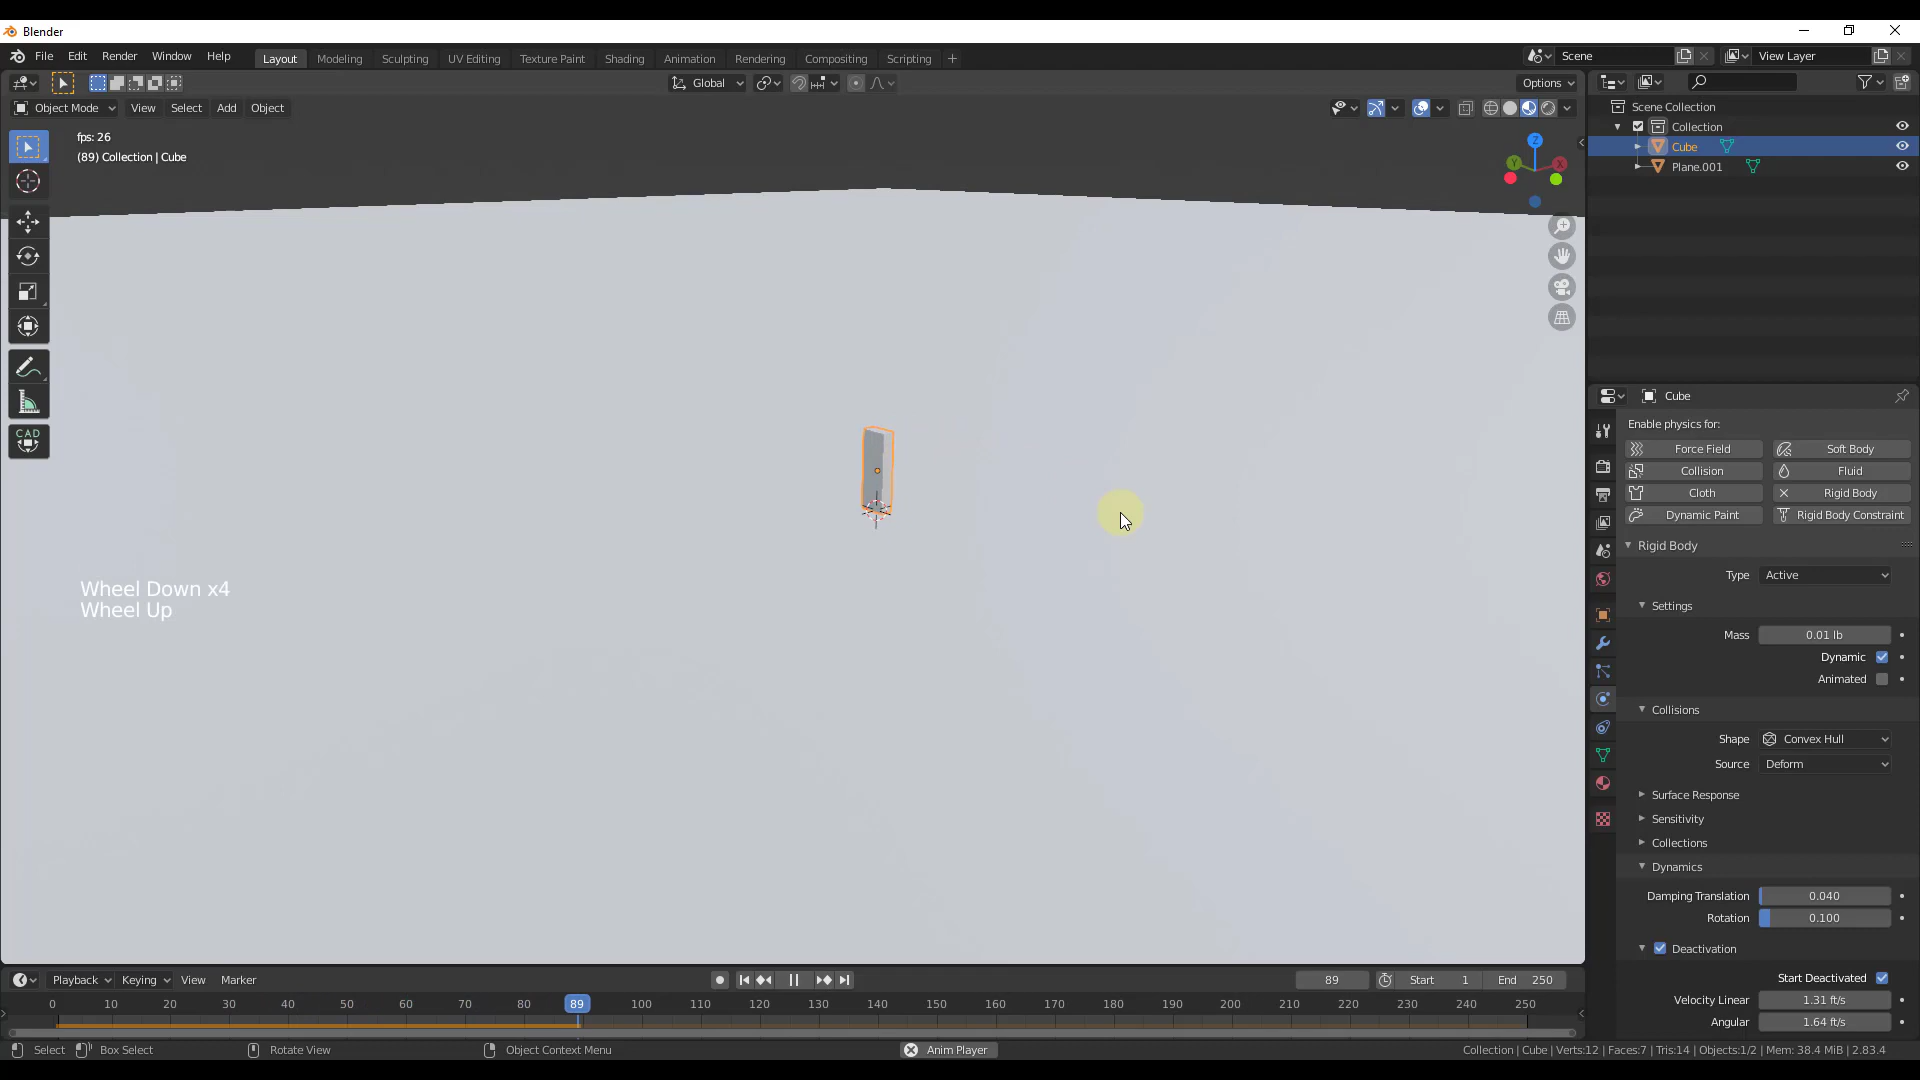 Blender
File Edit Render Window Help
Layout Modeling Sculpting UV Editing Texture Paint Shading Animation Rendering Compositing Scripting +
Scene View Layer
Global Options
Object Mode View Select Add Object
fps: 26
(89) Collection | Cube
Z
Y X
CAD
Wheel Down x4
Wheel Up
Scene Collection
Collection
Cube
Plane.001
Cube
Enable physics for:
Force Field Soft Body
Collision Fluid
Cloth Rigid Body
Dynamic Paint Rigid Body Constraint
Rigid Body
Type Active
Settings
Mass 0.01 lb
Dynamic
Animated
Collisions
Shape Convex Hull
Source Deform
Surface Response
Sensitivity
Collections
Dynamics
Damping Translation 0.040
Rotation 0.100
Deactivation
Start Deactivated
Velocity Linear 1.31 ft/s
Angular 1.64 ft/s
Playback Keying View Marker 89 Start 1 End 250
0 10 20 30 40 50 60 70 80 89 100 110 120 130 140 150 160 170 180 190 200 210 220 230 240 250
Select Box Select Rotate View Object Context Menu Anim Player Collection | Cube | Verts:12 | Faces:7 | Tris:14 | Objects:1/2 | Mem: 38.4 MiB | 2.83.4